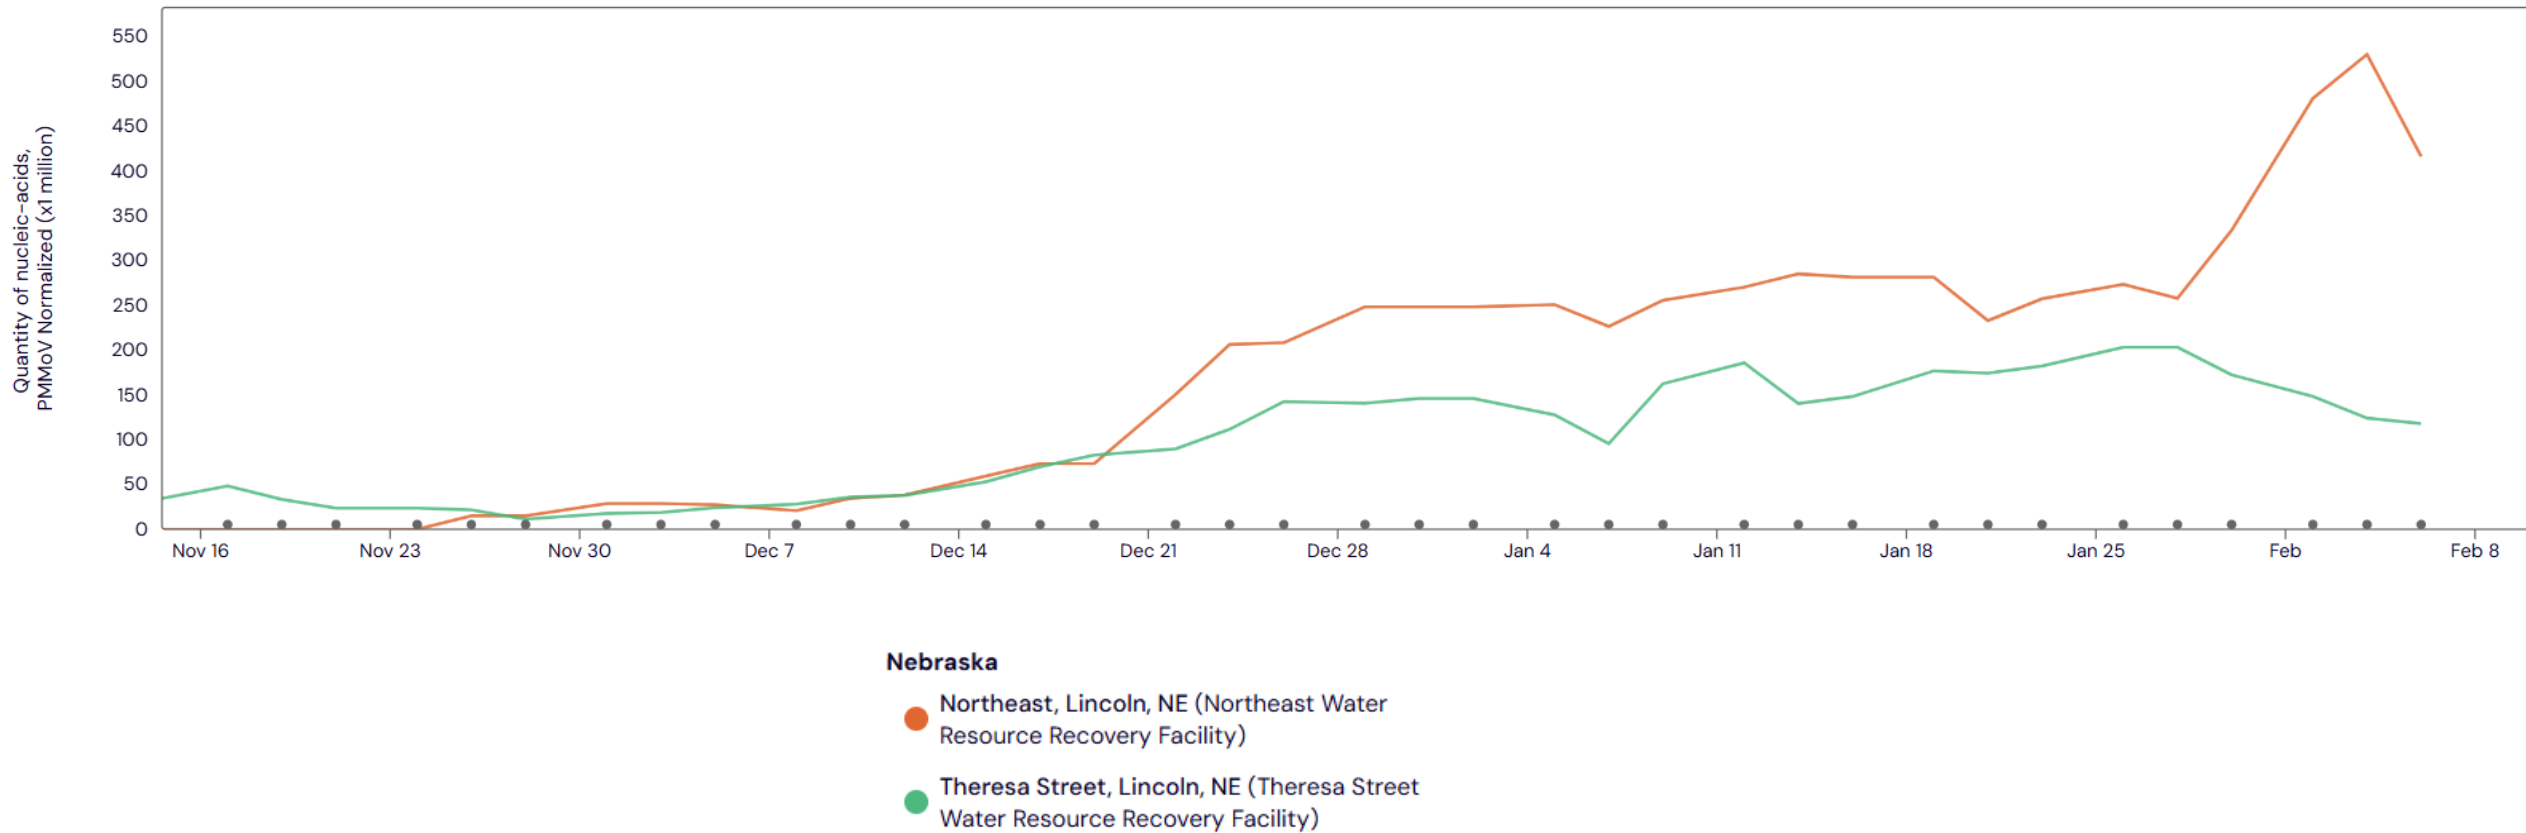 550
500
450
400
350
300
250
200
150
100
50
0
Quantity of nucleic-acids,
PMMoV Normalized (x1 million)
Nov 16
Nov 23
Nov 30
Dec 7
Dec 14
Dec 21
Dec 28
Jan 4
Jan 11
Jan 18
Jan 25
Feb
Feb 8
Nebraska
Northeast, Lincoln, NE (Northeast Water
Resource Recovery Facility)
Theresa Street, Lincoln, NE (Theresa Street
Water Resource Recovery Facility)